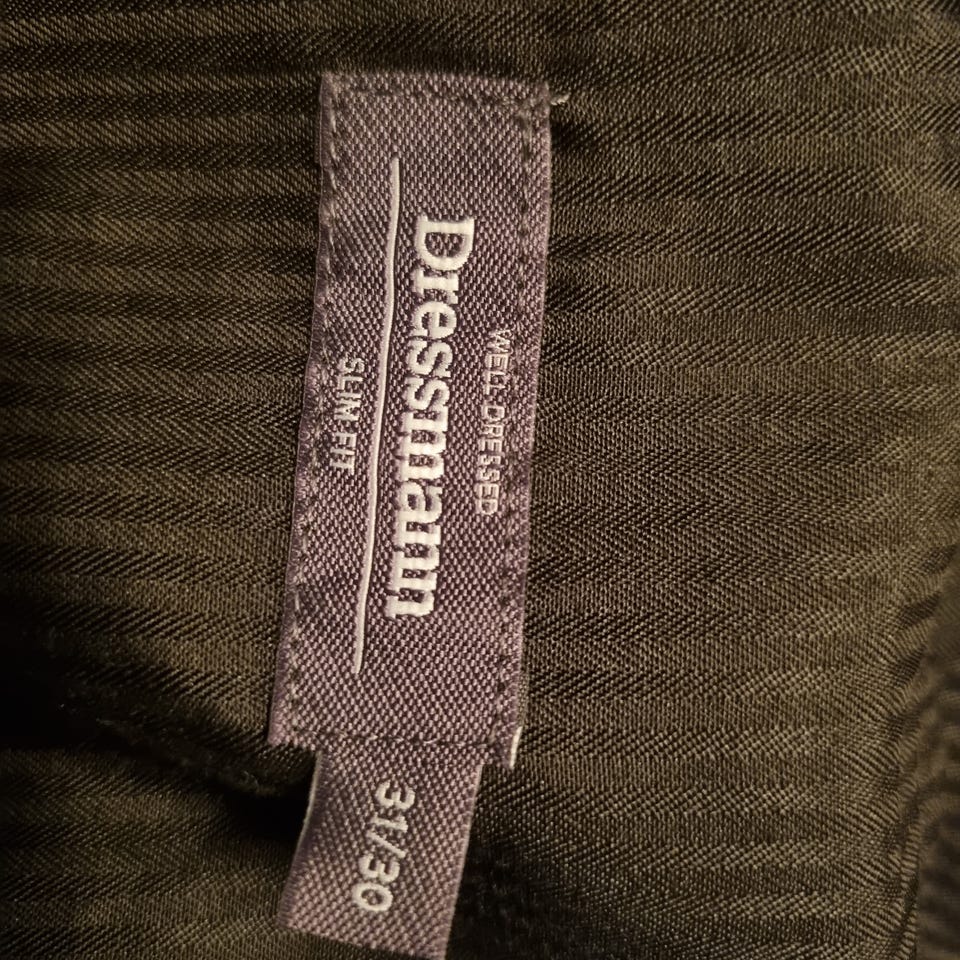 WELL DRESSED
Dressmann
SLIM FIT
31/30